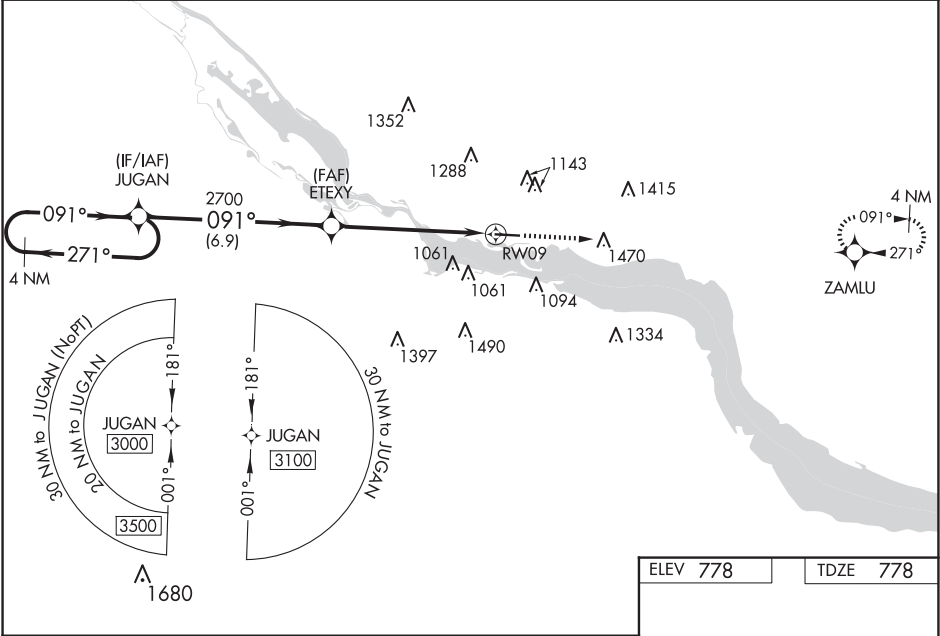 1352
1288
1143
1415
(IF/IAF)
JUGAN
(FAF)
ETEXY
2700
091°
(6.9)
091°
271°
4 NM
4 NM
091°
271°
ZAMLU
RW09
1470
1061
1061
1094
1334
1397
1490
30 NM to JUGAN (NoPT)
20 NM to JUGAN
181°
JUGAN
3000
001°
3500
181°
JUGAN
3100
001°
30 NM to JUGAN
1680
ELEV 778
TDZE 778